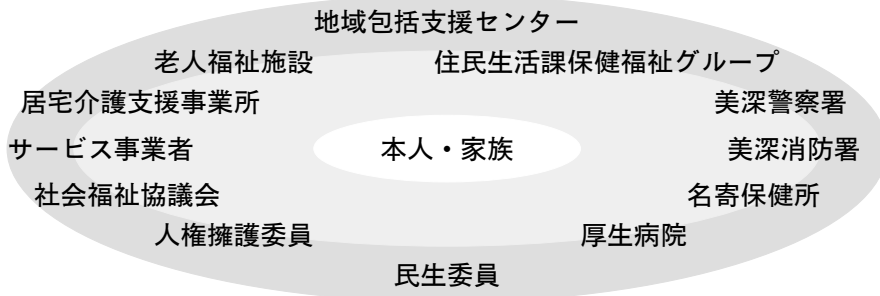 地域包括支援センター
老人福祉施設 住民生活課保健福祉グループ
居宅介護支援事業所 美深警察署
サービス事業者 本人・家族 美深消防署
社会福祉協議会 名寄保健所
人権擁護委員 厚生病院
民生委員